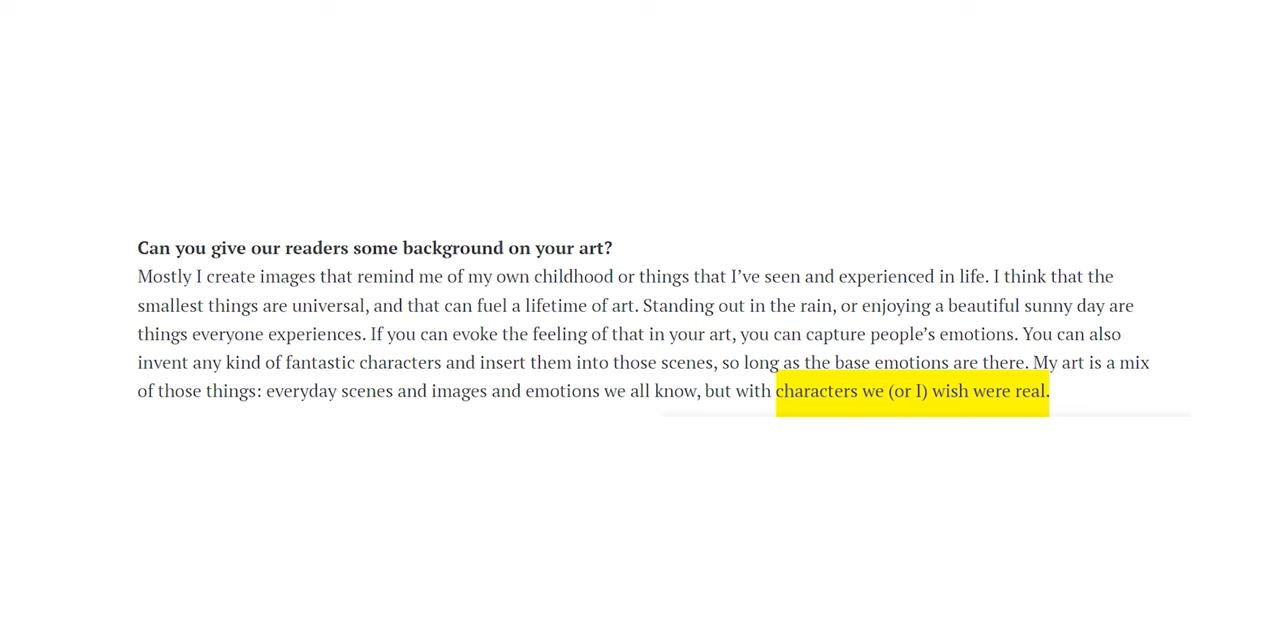 Can you give our readers some background on your art?
Mostly I create images that remind me of my own childhood or things that I’ve seen and experienced in life. I think that the
smallest things are universal, and that can fuel a lifetime of art. Standing out in the rain, or enjoying a beautiful sunny day are
things everyone experiences. If you can evoke the feeling of that in your art, you can capture people’s emotions. You can also
invent any kind of fantastic characters and insert them into those scenes, so long as the base emotions are there. My art is a mix
of those things: everyday scenes and images and emotions we all know, but with characters we (or I) wish were real.